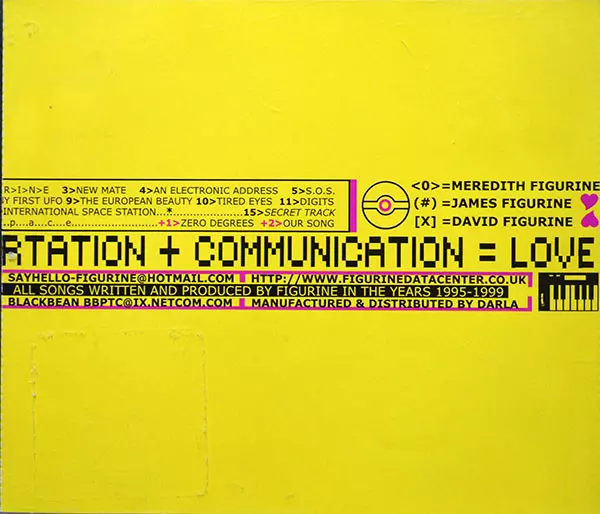 R>I>N>E 3>NEW MATE 4>AN ELECTRONIC ADDRESS 5>S.O.S.
NY FIRST UFO 9>THE EUROPEAN BEAUTY 10>TIRED EYES 11>DIGITS
INTERNATIONAL SPACE STATION...*........................15>SECRET TRACK
..p...a...c...e...........................+1>ZERO DEGREES +2>OUR SONG
<0>=MEREDITH FIGURINE
(#) =JAMES FIGURINE
[X] =DAVID FIGURINE
RTATION + COMMUNICATION = LOVE
SAYHELLO-FIGURINE@HOTMAIL.COM HTTP://WWW.FIGURINEDATACENTER.CO.UK
ALL SONGS WRITTEN AND PRODUCED BY FIGURINE IN THE YEARS 1995-1999
BLACKBEAN BBPTC@IX.NETCOM.COM MANUFACTURED & DISTRIBUTED BY DARLA